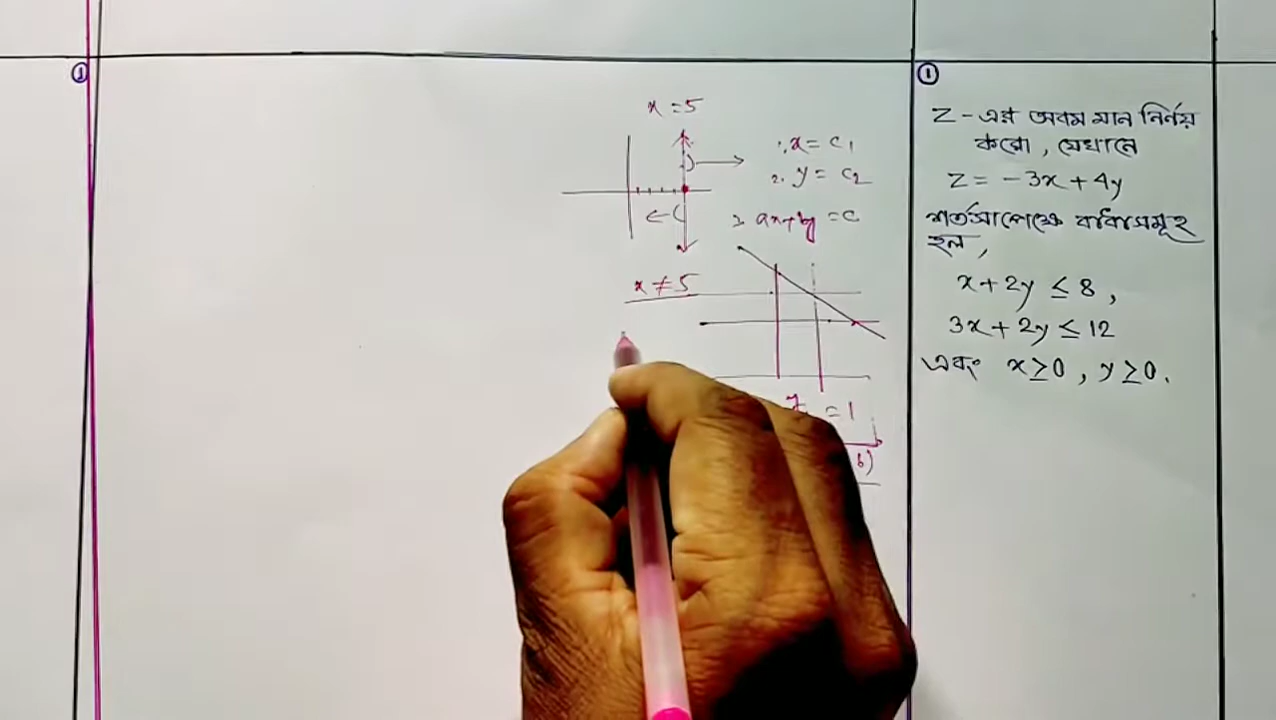 ①
x = 5
1. x = c₁
2. y = c₂
3. ax+by = c
x ≠ 5
= 1
b)
①
Z - এর অবম মান নির্ণয়
করো , যেখানে
Z = -3x + 4y
শর্তসাপেক্ষে বাধাসমূহ
হল ,
x + 2y ≤ 8 ,
3x + 2y ≤ 12
এবং x ≥ 0 , y ≥ 0 .